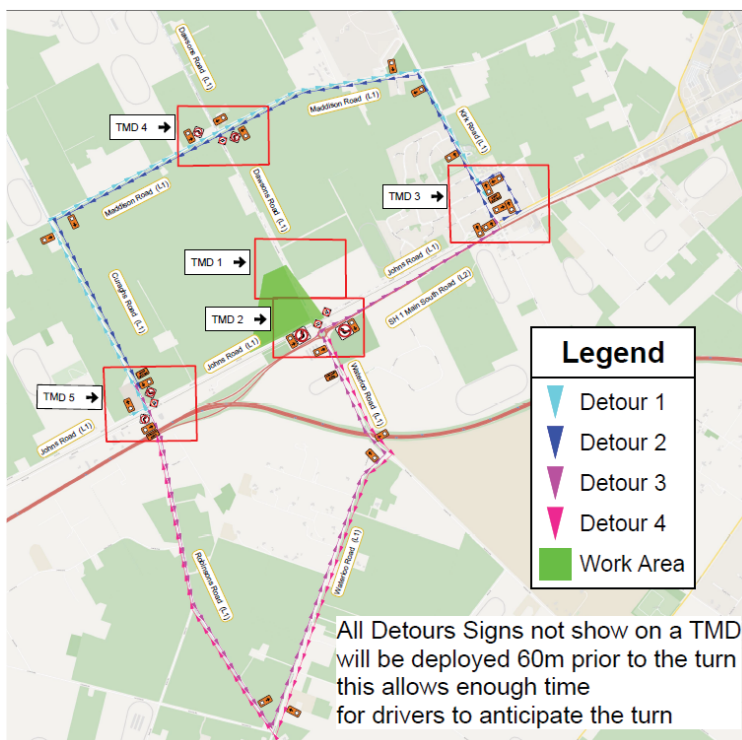 Dawsons Road (L1)
TMD 4
Maddison Road (L1)
Kirk Road(L1)
Maddison Road (L1)
Dawsons Road (L1)
TMD 3
TMD 1
Johns Road (L1)
SH 1 Main South Road (L2)
Curraghs Road (L1)
TMD 2
Johns Road (L1)
Waterloo Road (L1)
TMD 5
Johns Road (L1)
Robinsons Road (L1)
Waterloo Road (L1)
Legend
Detour 1
Detour 2
Detour 3
Detour 4
Work Area
All Detours Signs not show on a TMD
will be deployed 60m prior to the turn
this allows enough time
for drivers to anticipate the turn